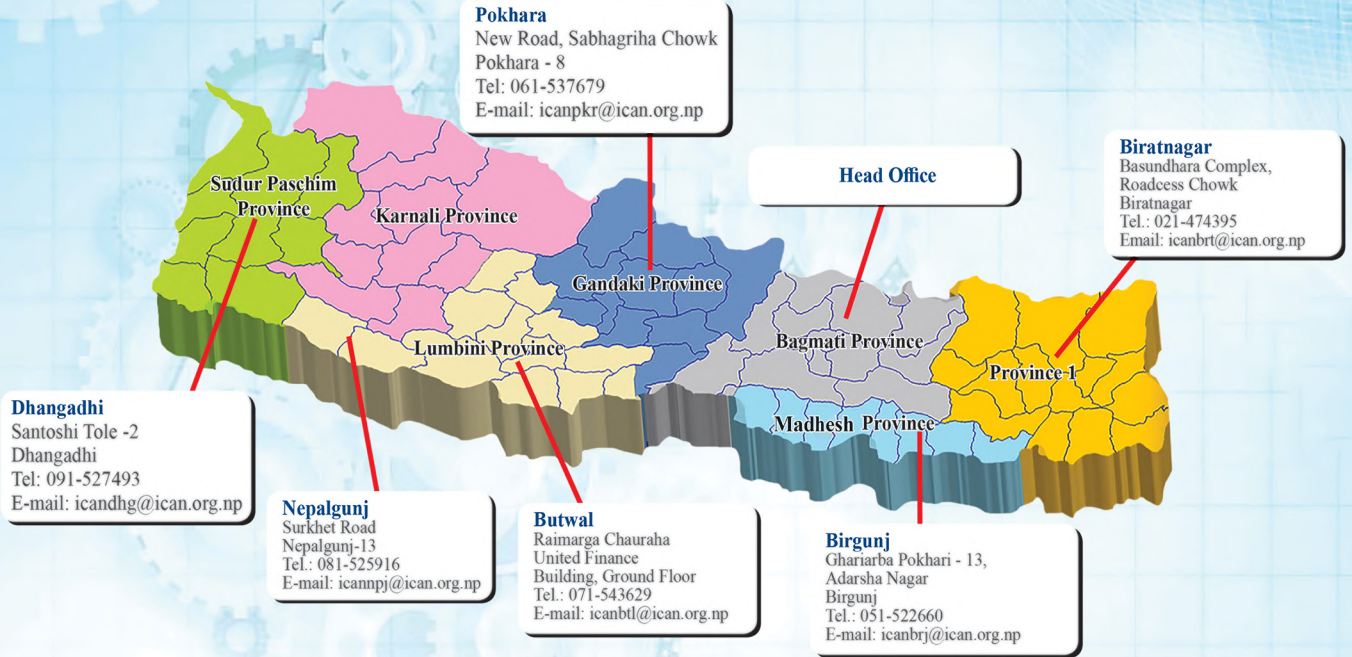 Pokhara
New Road, Sabhagriha Chowk
Pokhara - 8
Tel: 061-537679
E-mail: icanpkr@ican.org.np
Head Office
Biratnagar
Basundhara Complex,
Roadcess Chowk
Biratnagar
Tel.: 021-474395
Email: icanbrt@ican.org.np
Sudur Paschim
Province
Karnali Province
Gandaki Province
Lumbini Province
Bagmati Province
Province 1
Madhesh Province
Dhangadhi
Santoshi Tole -2
Dhangadhi
Tel: 091-527493
E-mail: icandhg@ican.org.np
Nepalgunj
Surkhet Road
Nepalgunj-13
Tel.: 081-525916
E-mail: icannpj@ican.org.np
Butwal
Raimarga Chauraha
United Finance
Building, Ground Floor
Tel.: 071-543629
E-mail: icanbtl@ican.org.np
Birgunj
Ghariarba Pokhari - 13,
Adarsha Nagar
Birgunj
Tel.: 051-522660
E-mail: icanbrj@ican.org.np